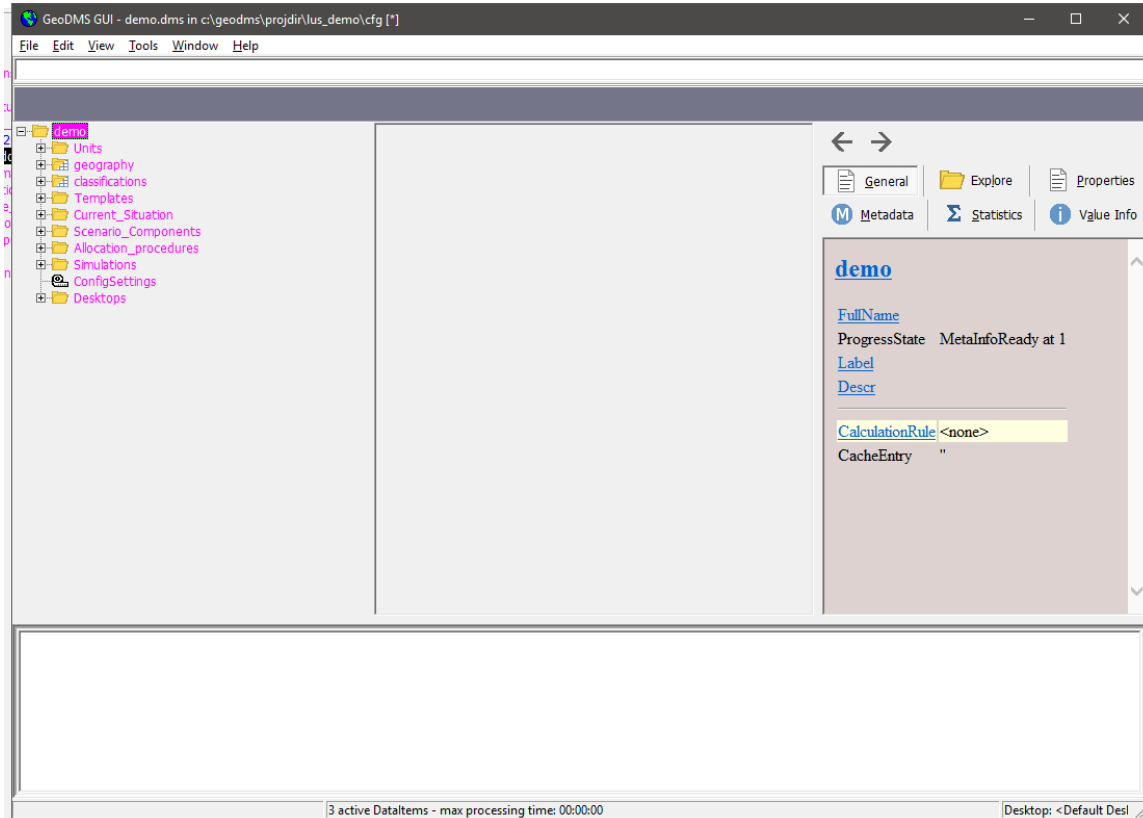 GeoDMS GUI - demo.dms in c:\geodms\projdir\lus_demo\cfg [*]
File Edit View Tools Window Help
demo
Units
geography
classifications
Templates
Current_Situation
Scenario_Components
Allocation_procedures
Simulations
ConfigSettings
Desktops
General Explore Properties
Metadata Statistics Value Info
demo
FullName
ProgressState MetaInfoReady at 1
Label
Descr
CalculationRule <none>
CacheEntry "
3 active DataItems - max processing time: 00:00:00
Desktop: <Default Desl